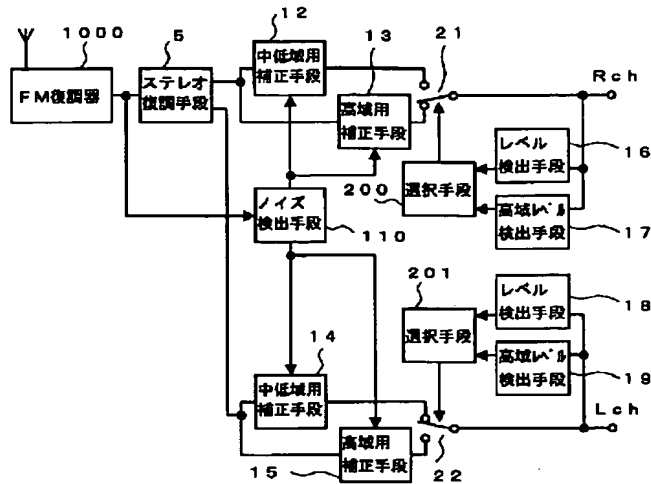 1000
5
12
13
21
FM復調器
ステレオ
復調手段
中低域用
補正手段
高域用
補正手段
Rch
レベル
検出手段
16
200
選択手段
高域レベル
検出手段
17
ノイズ
検出手段
110
201
選択手段
レベル
検出手段
18
高域レベル
検出手段
19
14
中低域用
補正手段
高域用
補正手段
15
22
Lch